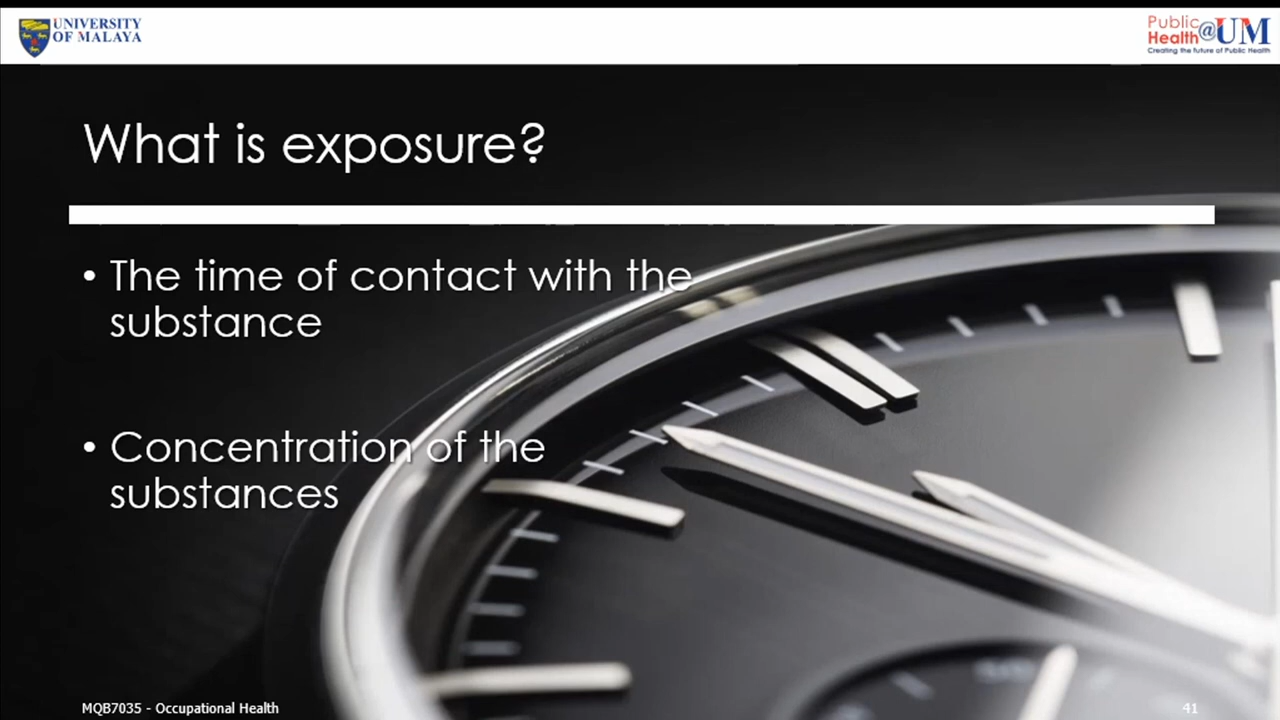 UNIVERSITY
OF MALAYA
Public
Health@UM
Creating the future of Public Health
What is exposure?
• The time of contact with the
substance
• Concentration of the
substances
MQB7035 - Occupational Health
41